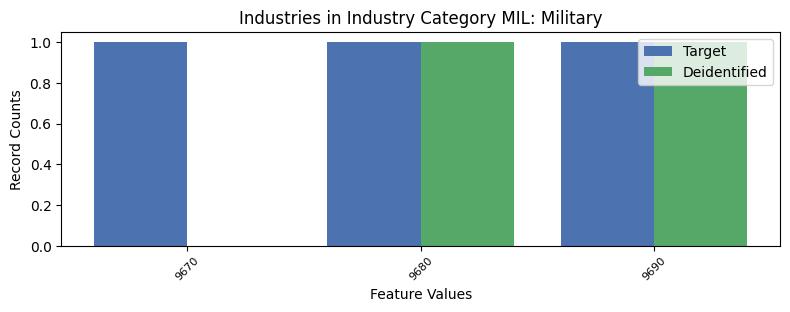 Industries in Industry Category MIL: Military
Target
Deidentified
1.0
0.8
0.6
0.4
0.2
0.0
Record Counts
9670
9680
9690
Feature Values